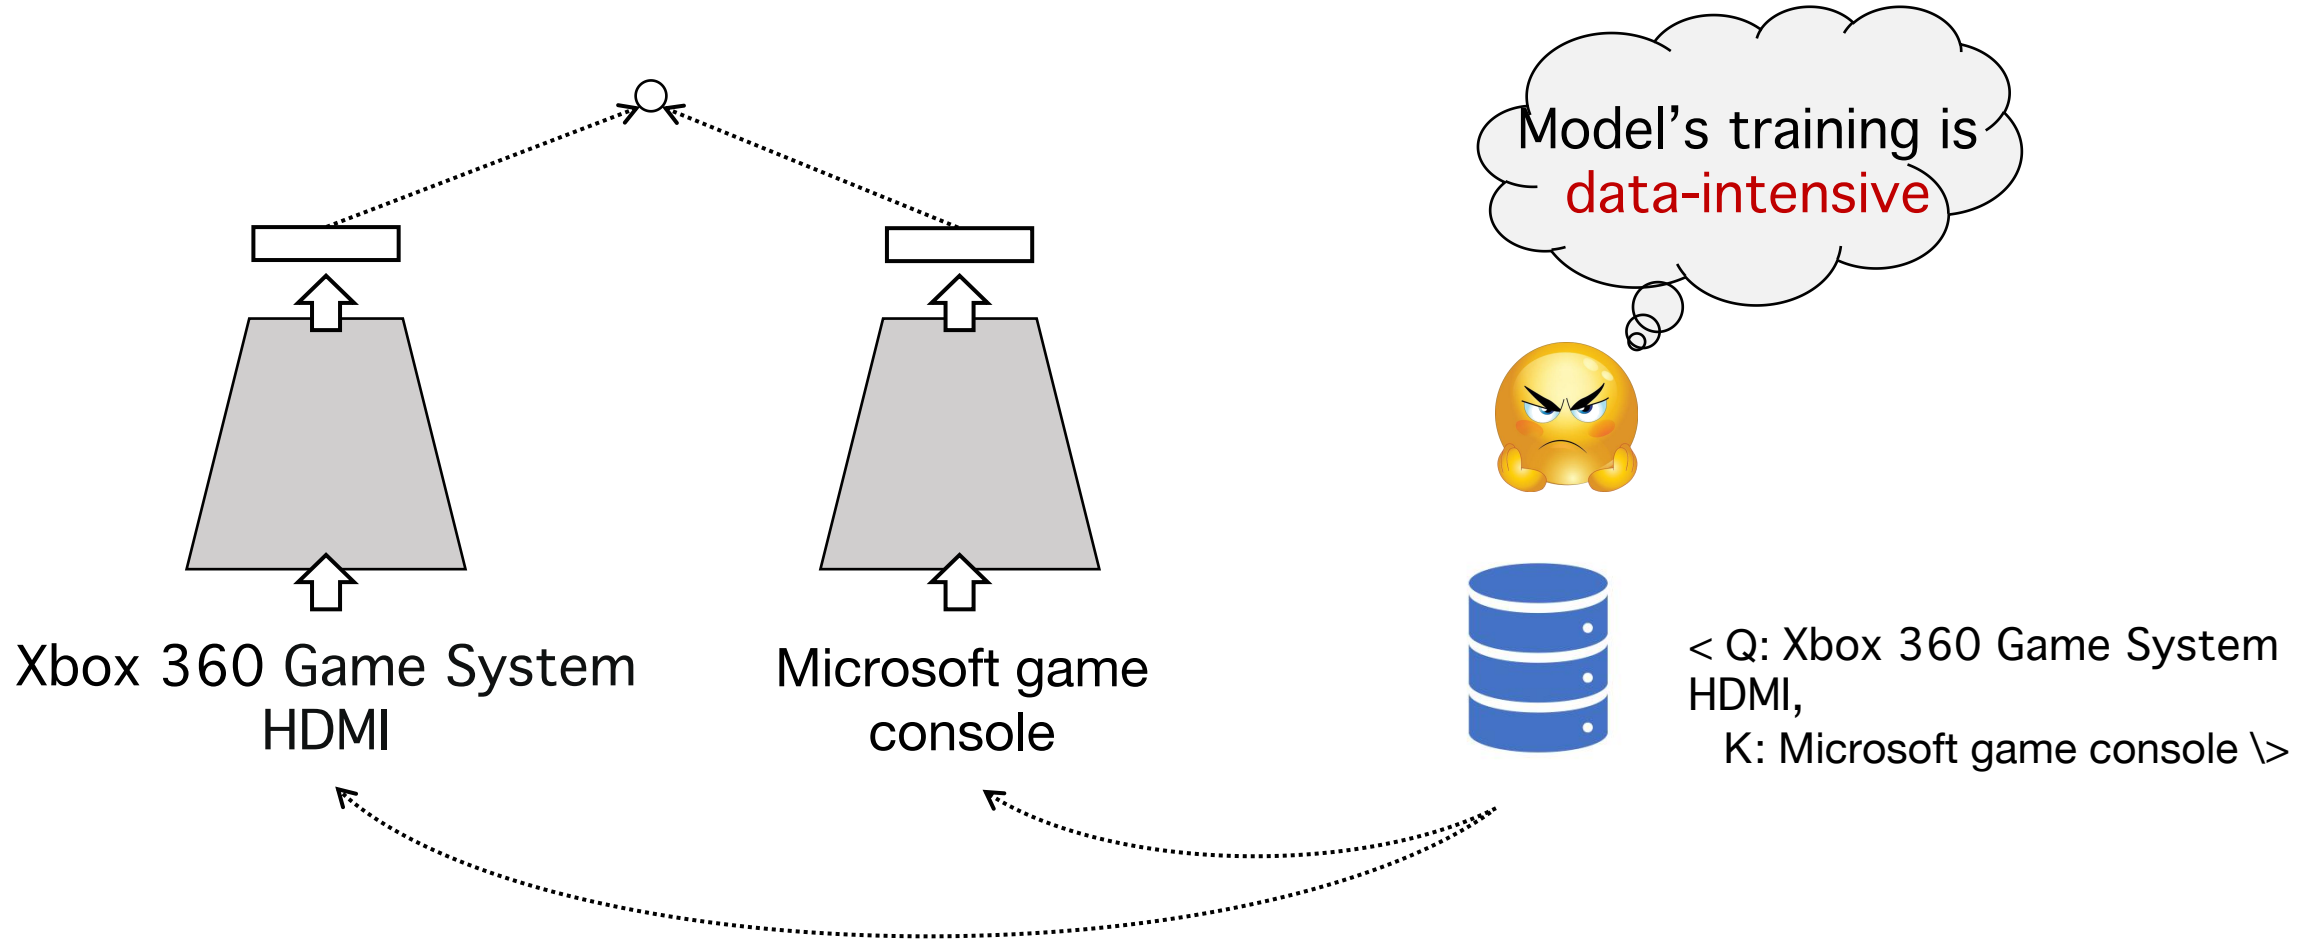 Model's training is
data-intensive
Xbox 360 Game System
HDMI
Microsoft game
console
< Q: Xbox 360 Game System
HDMI,
K: Microsoft game console \>